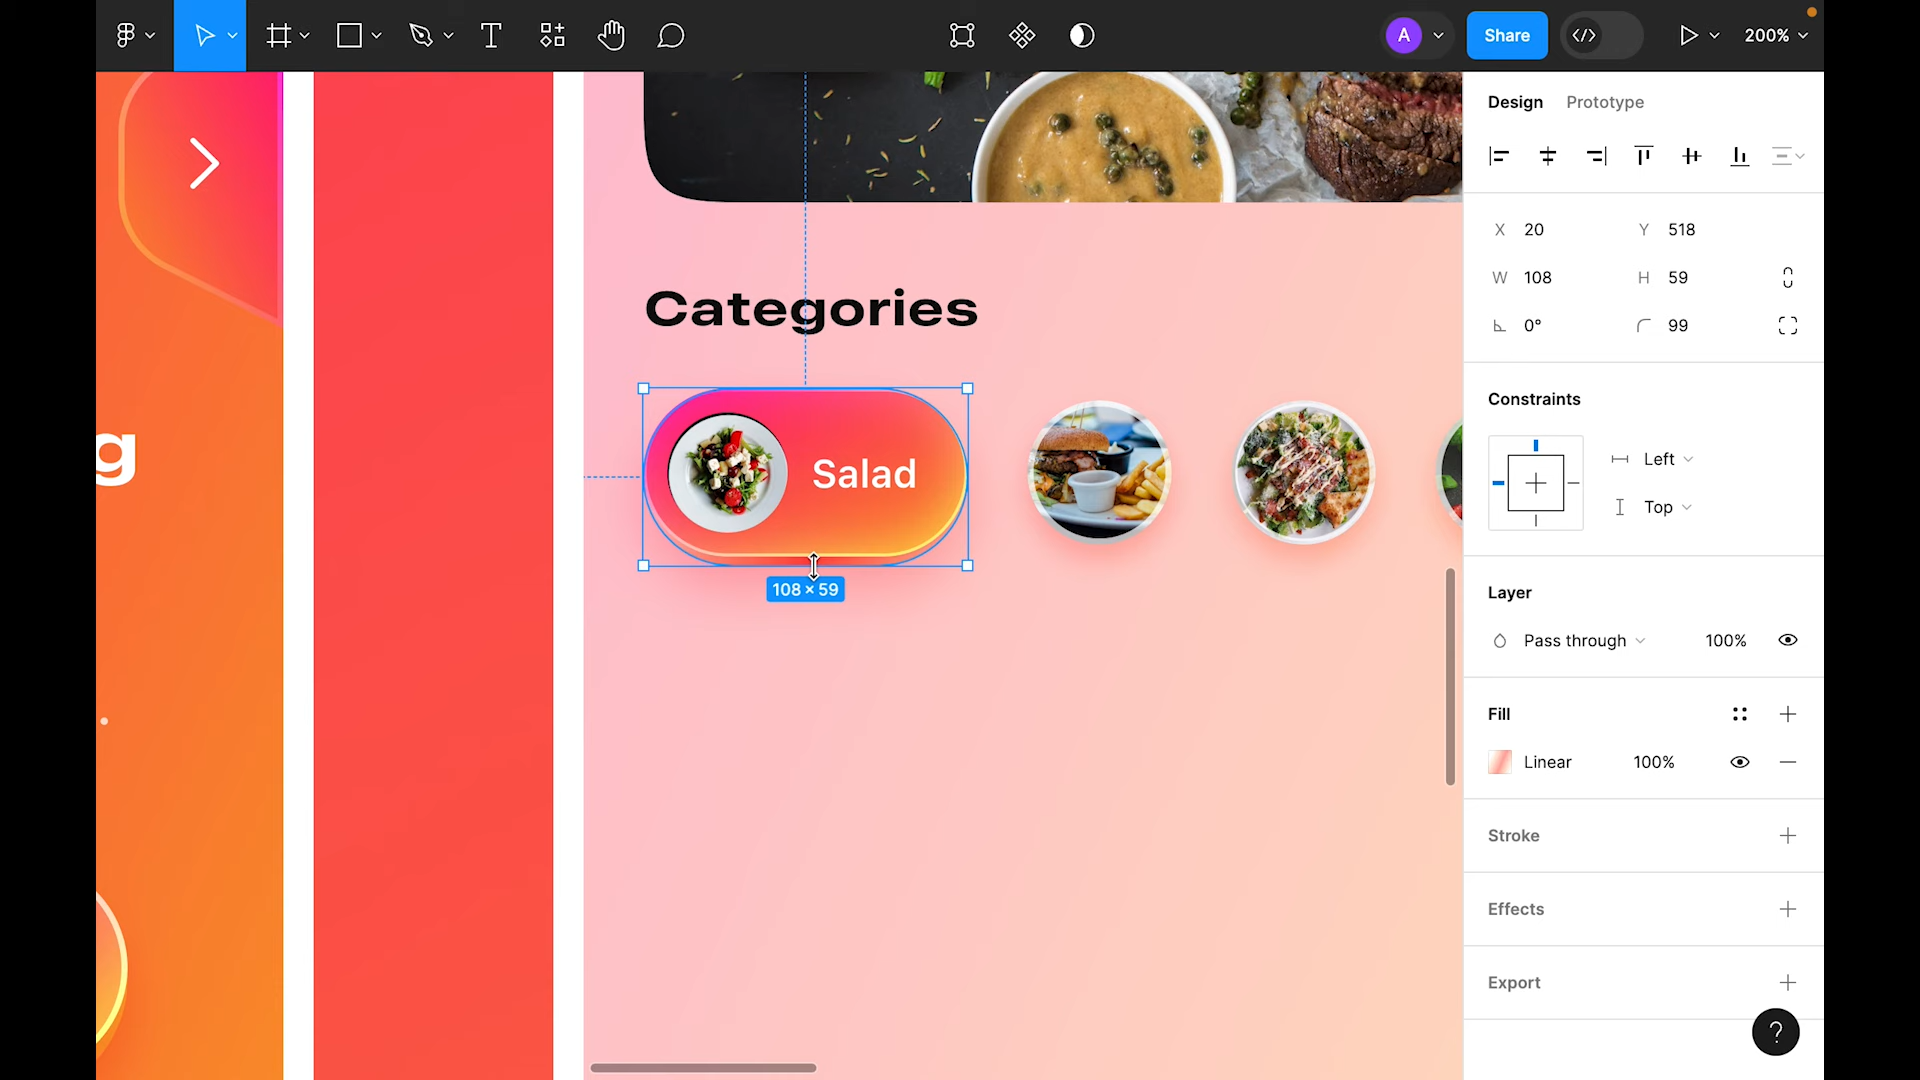 A
Share
200%
Design
Prototype
X 20
Y 518
W 108
H 59
0°
99
Constraints
Left
Top
Layer
Pass through
100%
Fill
Linear
100%
Stroke
Effects
Export
?
g
Categories
Salad
108 × 59